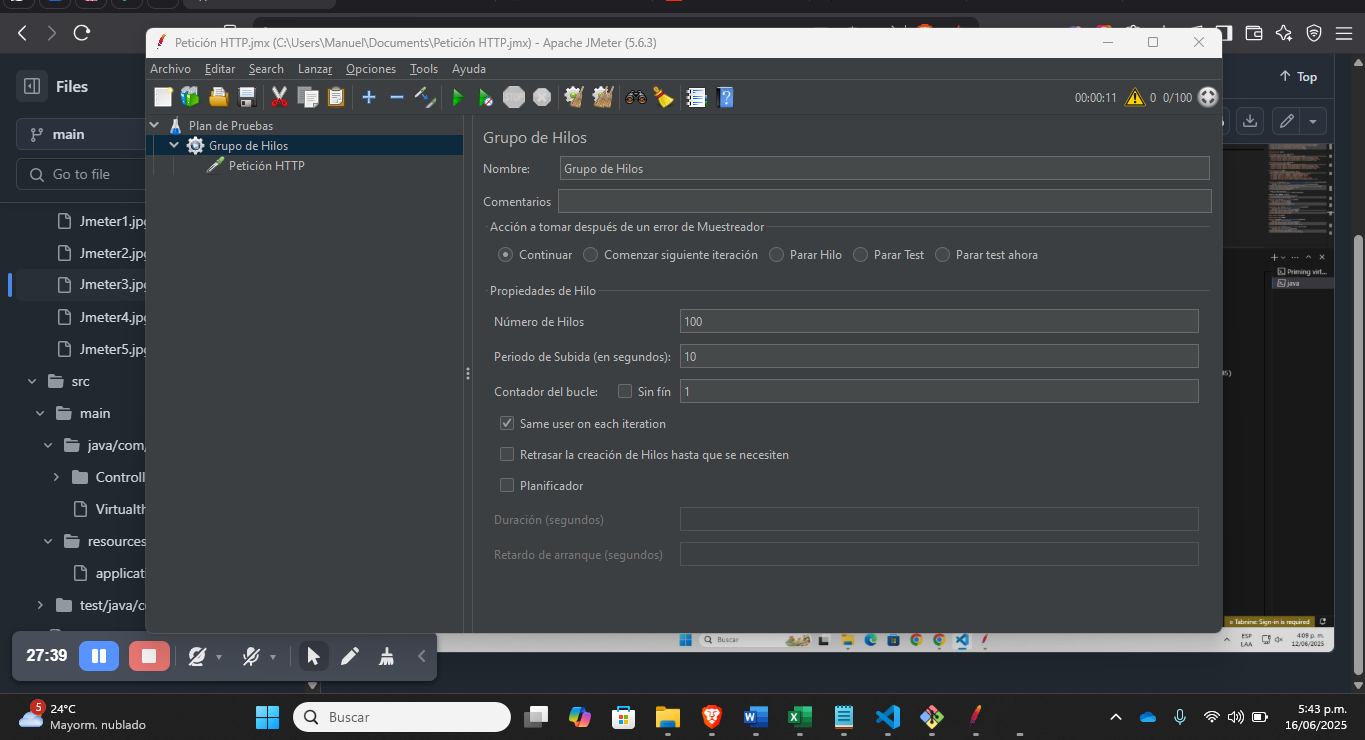 Petición HTTP.jmx (C:\Users\Manuel\Documents\Petición HTTP.jmx) - Apache JMeter (5.6.3)
Archivo Editar Search Lanzar Opciones Tools Ayuda
00:00:11 0 0/100
Files
main
Go to file
Jmeter1.jpg
Jmeter2.jpg
Jmeter3.jpg
Jmeter4.jpg
Jmeter5.jpg
src
main
java/com/
Controll
Virtualth
resources
applicat
test/java/c
Top
Plan de Pruebas
Grupo de Hilos
Petición HTTP
Grupo de Hilos
Nombre: Grupo de Hilos
Comentarios
Acción a tomar después de un error de Muestreador
Continuar Comenzar siguiente iteración Parar Hilo Parar Test Parar test ahora
Propiedades de Hilo
Número de Hilos 100
Periodo de Subida (en segundos): 10
Contador del bucle: Sin fín 1
Same user on each iteration
Retrasar la creación de Hilos hasta que se necesiten
Planificador
Duración (segundos)
Retardo de arranque (segundos)
Priming virt...
java
Tabnine: Sign-in is required
Buscar
ESP
LAA
4:09 p. m.
12/06/2025
27:39
5
24°C
Mayorm. nublado
Buscar
5:43 p.m.
16/06/2025